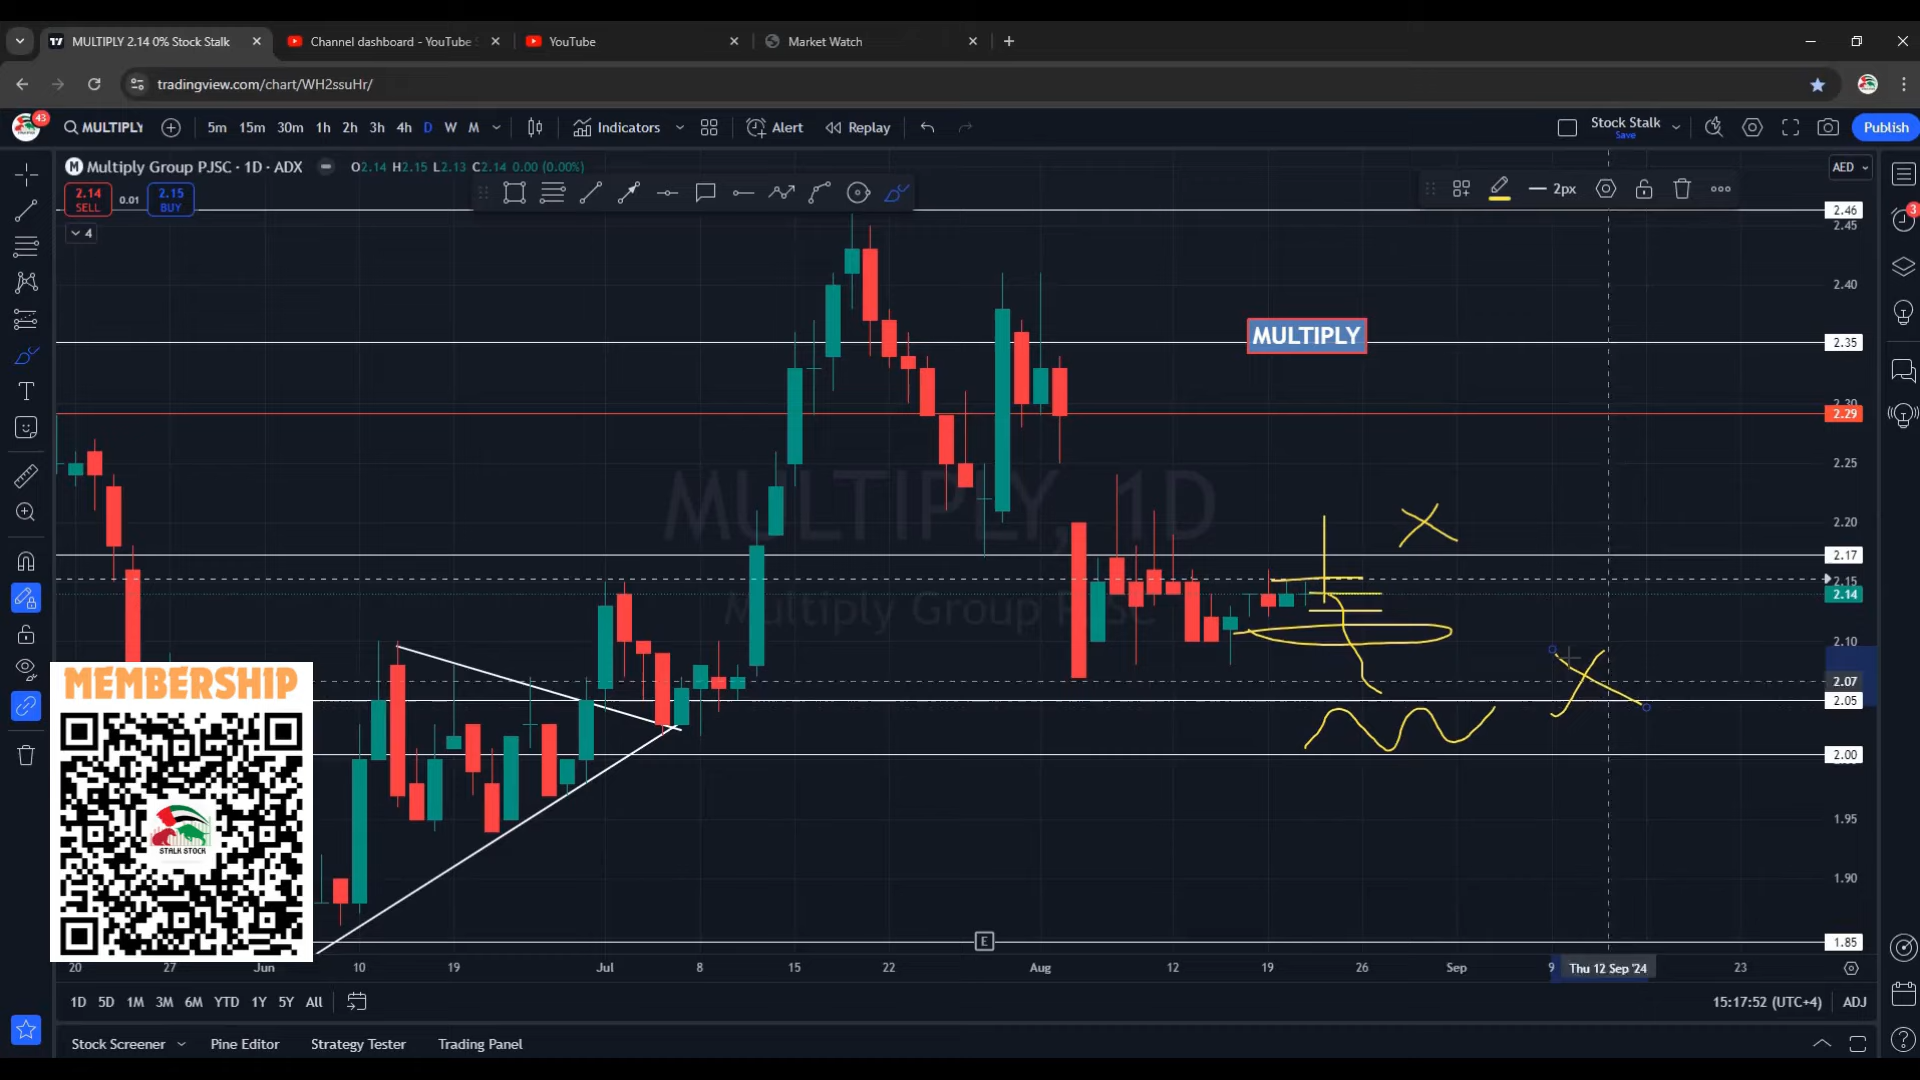 MULTIPLY 2.14 0% Stock Stalk
Channel dashboard - YouTube S
YouTube
Market Watch
tradingview.com/chart/WH2ssuHr/
43
MULTIPLY
5m 15m 30m 1h 2h 3h 4h D W M
Indicators
Alert
Replay
Stock Stalk
Save
Publish
M Multiply Group PJSC · 1D · ADX
O2.14 H2.15 L2.13 C2.14 0.00 (0.00%)
2.14
SELL
0.01
2.15
BUY
4
2px
AED
3
2.46
2.45
2.40
MULTIPLY
2.35
2.30
2.29
2.25
2.20
2.17
2.15
2.14
2.10
2.07
2.05
2.00
1.95
1.90
1.85
MULTIPLY, 1D
Multiply Group PJSC
MEMBERSHIP
STALK STOCK
E
20 27 Jun 10 19 Jul 8 15 22 Aug 12 19 26 Sep 9 Thu 12 Sep '24 23
1D 5D 1M 3M 6M YTD 1Y 5Y All
15:17:52 (UTC+4)
ADJ
Stock Screener
Pine Editor
Strategy Tester
Trading Panel